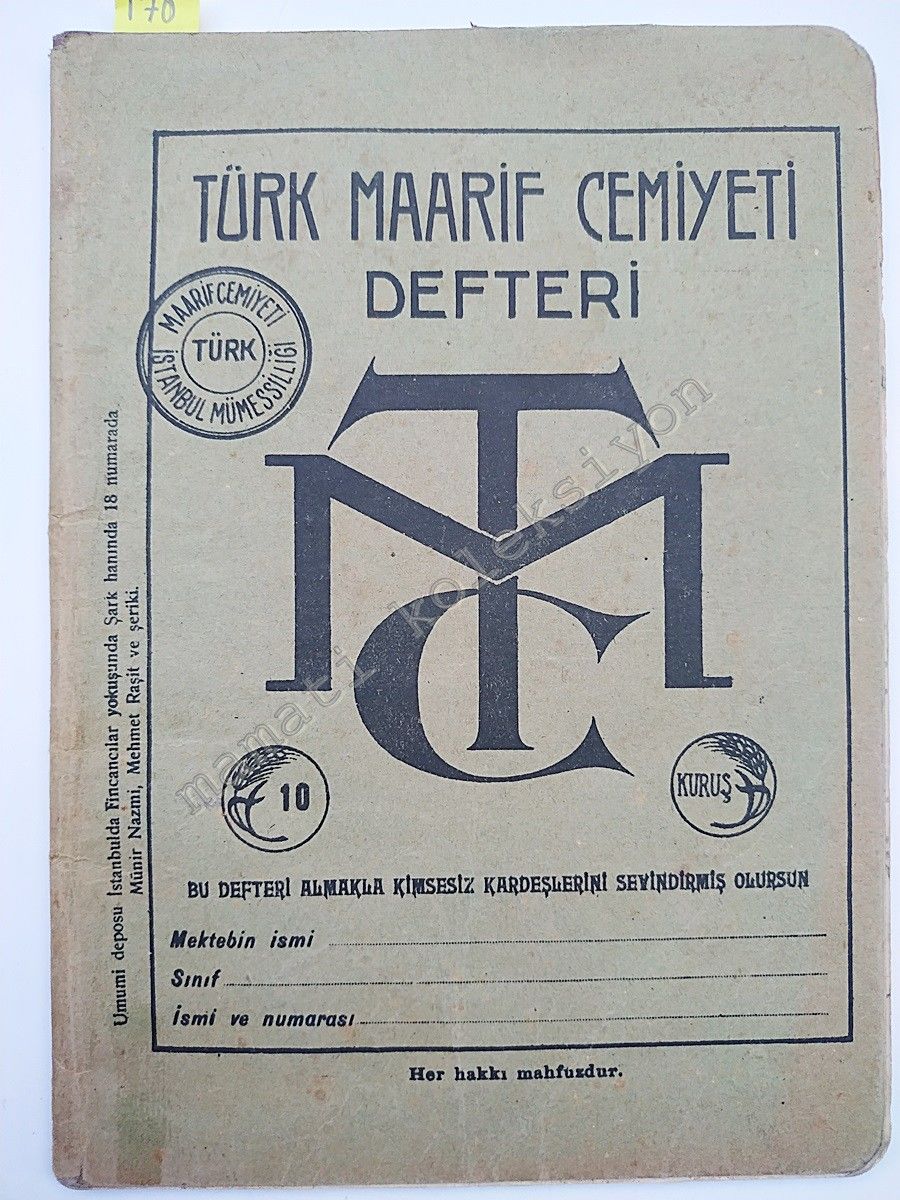 170
TÜRK MAARİF CEMİYETİ
DEFTERİ
MAARİF CEMİYETİ
TÜRK
İSTANBUL MÜMESSİLLİĞİ
TMC
10
KURUŞ
BU DEFTERİ ALMAKLA KİMSESİZ KARDEŞLERİNİ SEVİNDİRMİŞ OLURSUN
Mektebin ismi
Sınıf
İsmi ve numarası
Her hakkı mahfuzdur.
Umumi deposu İstanbulda Fincancılar yokuşunda Şark hanında 18 numarada
Münir Nazmi, Mehmet Raşit ve şeriki.
mamati koleksiyon